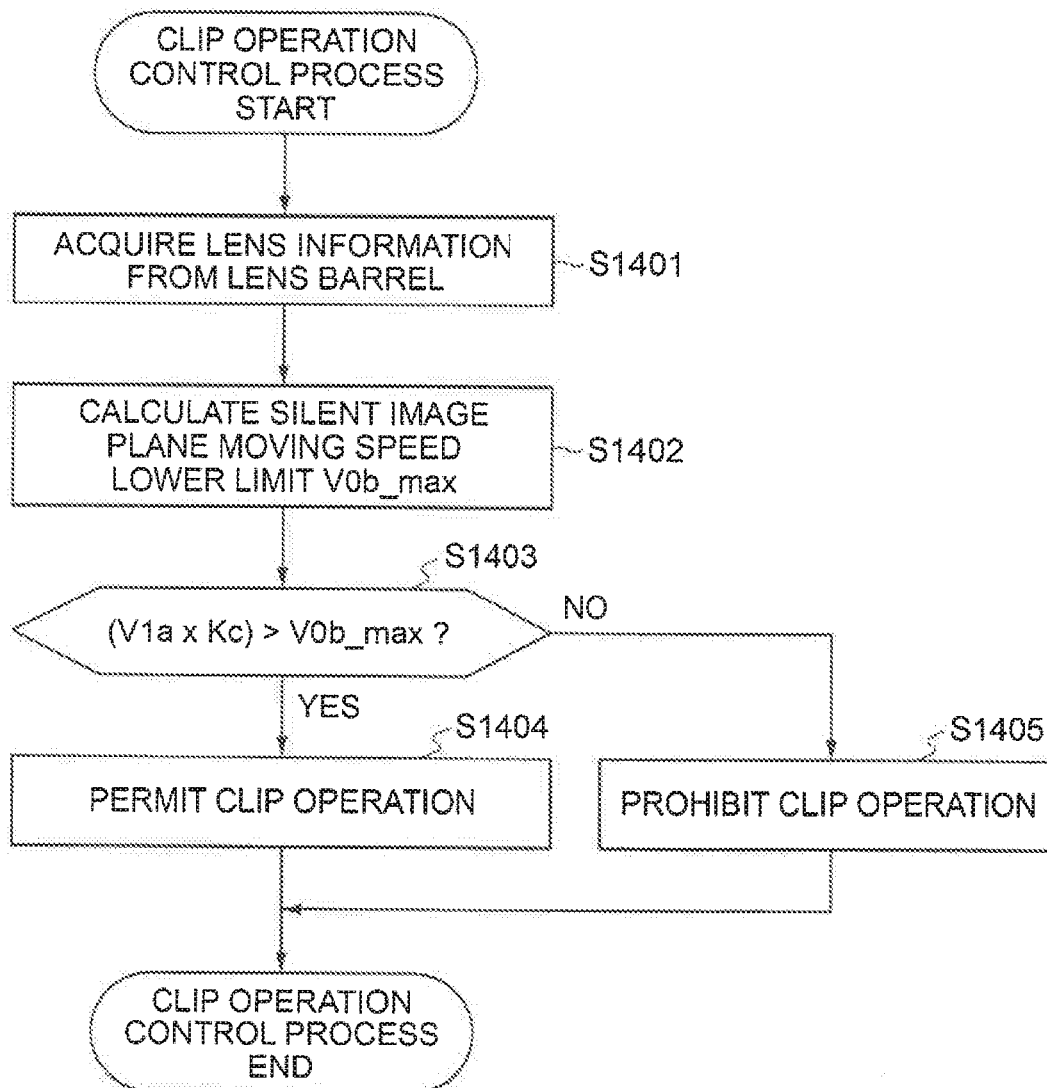 CLIP OPERATION
CONTROL PROCESS
START
ACQUIRE LENS INFORMATION
FROM LENS BARREL
S1401
CALCULATE SILENT IMAGE
PLANE MOVING SPEED
LOWER LIMIT V0b_max
S1402
S1403
(V1a x Kc) > V0b_max ?
NO
YES
S1404
PERMIT CLIP OPERATION
S1405
PROHIBIT CLIP OPERATION
CLIP OPERATION
CONTROL PROCESS
END